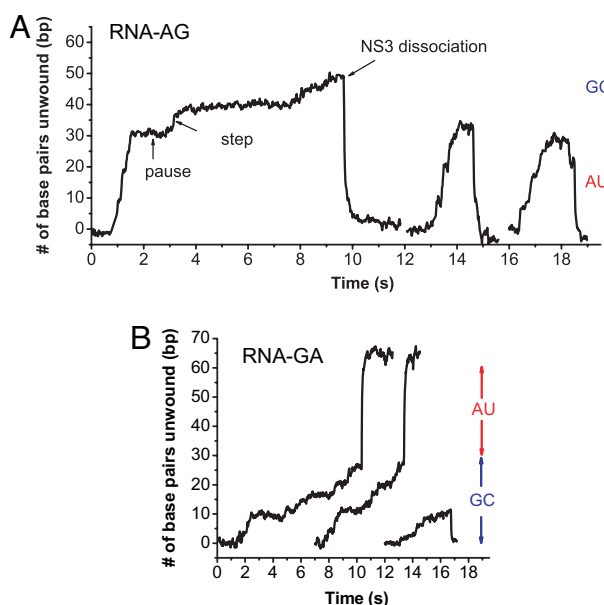 A
RNA-AG
# of base pairs unwound (bp)
60
50
40
30
20
10
0
NS3 dissociation
step
pause
GC
AU
0 2 4 6 8 10 12 14 16 18
Time (s)
B
RNA-GA
# of base pairs unwound (bp)
70
60
50
40
30
20
10
0
AU
GC
0 2 4 6 8 10 12 14 16 18
Time (s)